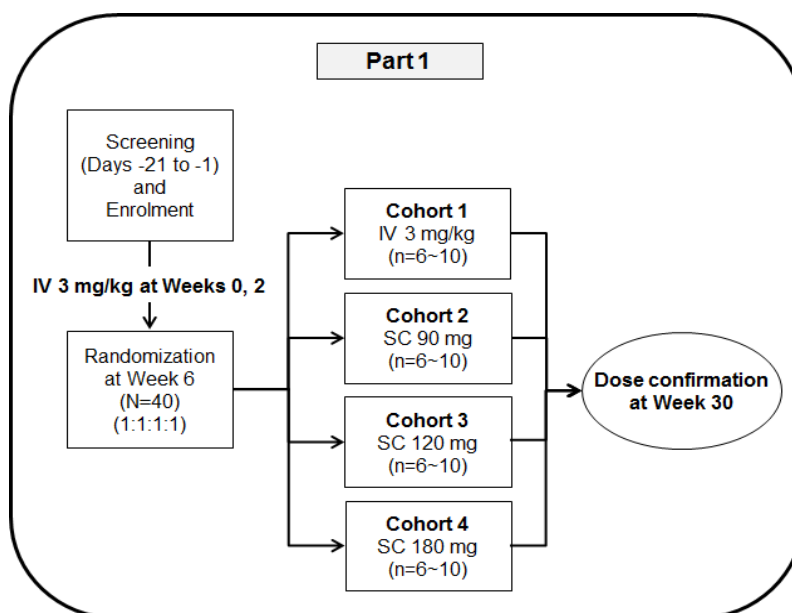 Part 1
Screening
(Days -21 to -1)
and
Enrolment
IV 3 mg/kg at Weeks 0, 2
Randomization
at Week 6
(N=40)
(1:1:1:1)
Cohort 1
IV 3 mg/kg
(n=6~10)
Cohort 2
SC 90 mg
(n=6~10)
Cohort 3
SC 120 mg
(n=6~10)
Cohort 4
SC 180 mg
(n=6~10)
Dose confirmation
at Week 30